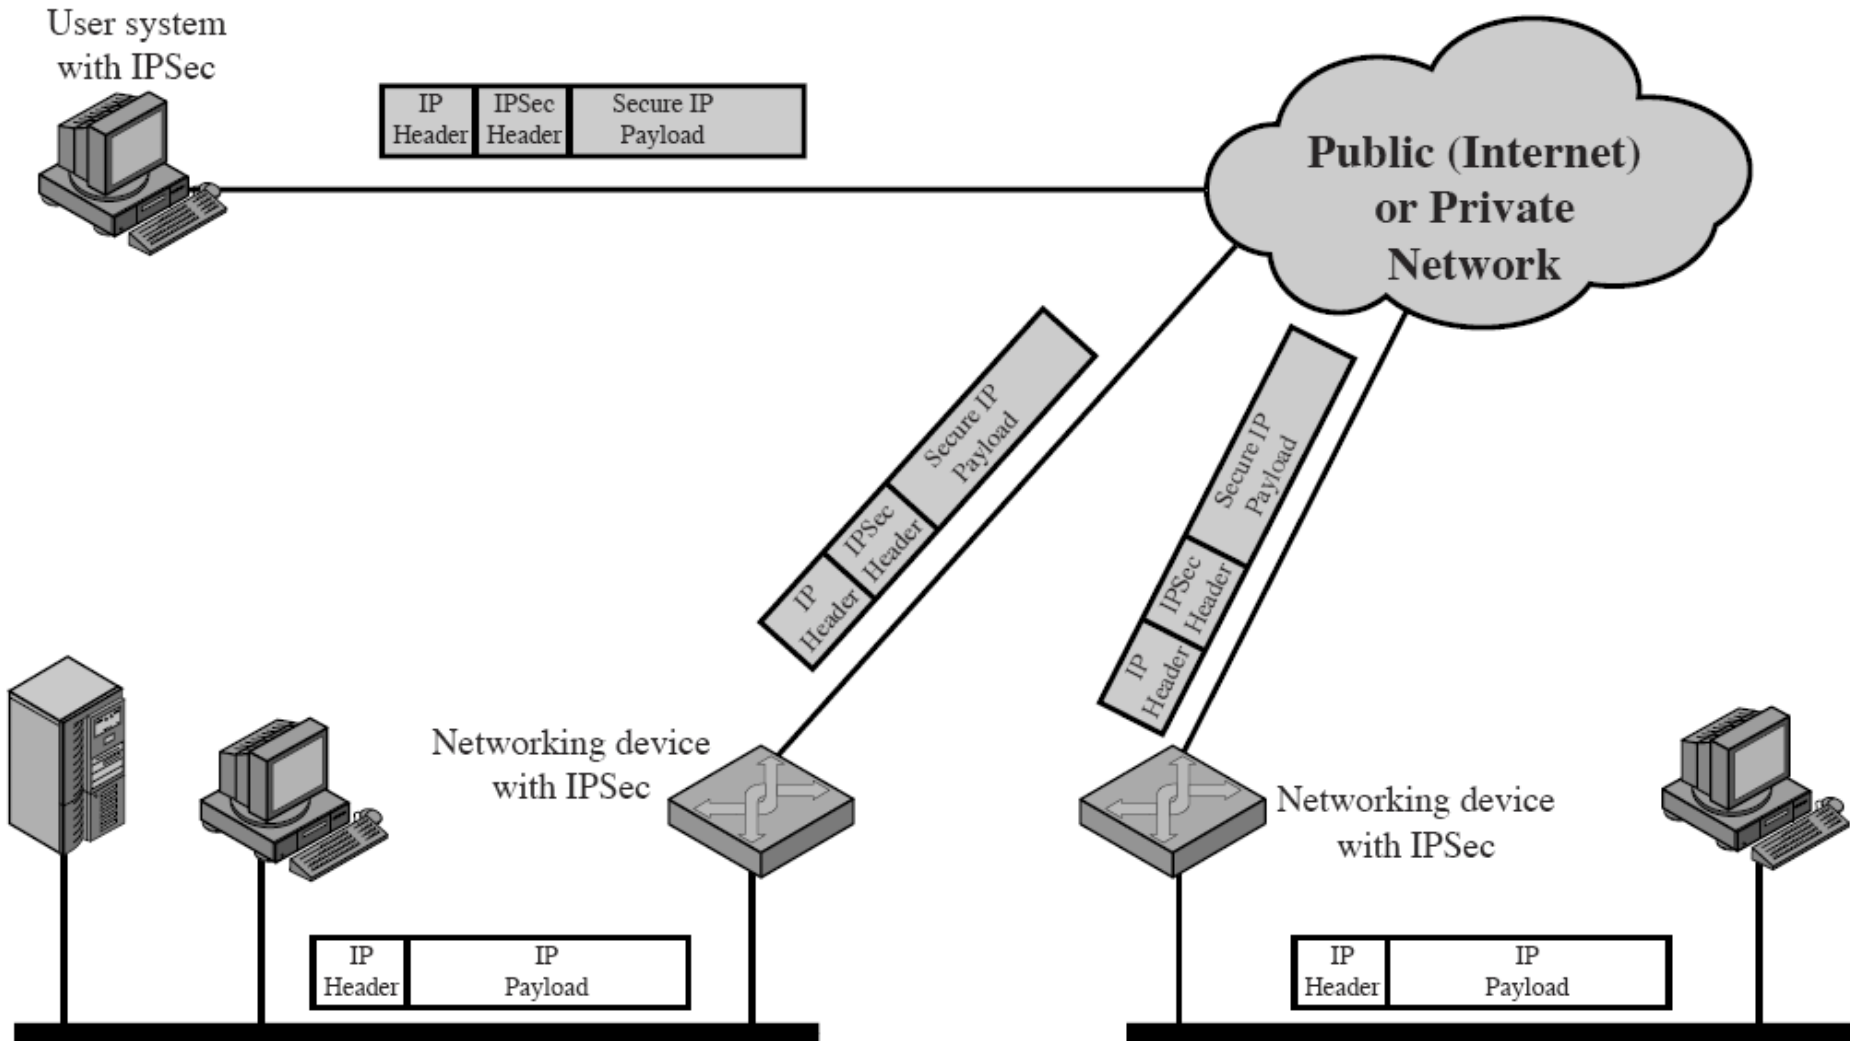 User system
with IPSec
IP
Header
IPSec
Header
Secure IP
Payload
Public (Internet)
or Private
Network
IP
Header
IPSec
Header
Secure IP
Payload
IP
Header
IPSec
Header
Secure IP
Payload
Networking device
with IPSec
Networking device
with IPSec
IP
Header
IP
Payload
IP
Header
IP
Payload